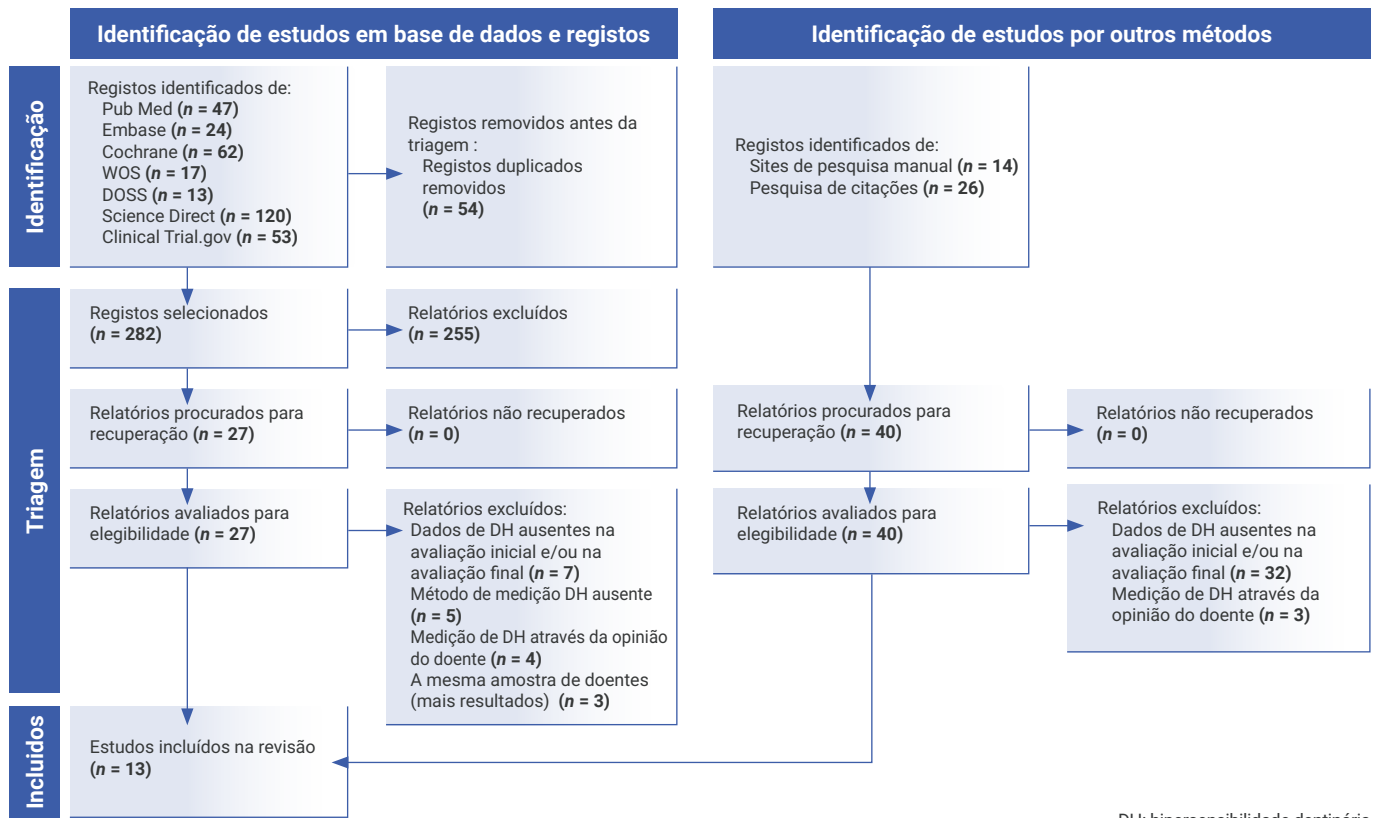 Identificação de estudos em base de dados e registos
Identificação de estudos por outros métodos
Identificação
Registos identificados de:
Pub Med (n = 47)
Embase (n = 24)
Cochrane (n = 62)
WOS (n = 17)
DOSS (n = 13)
Science Direct (n = 120)
Clinical Trial.gov (n = 53)
Registos removidos antes da
triagem :
Registos duplicados
removidos
(n = 54)
Registos identificados de:
Sites de pesquisa manual (n = 14)
Pesquisa de citações (n = 26)
Triagem
Registos selecionados
(n = 282)
Relatórios excluídos
(n = 255)
Relatórios procurados para
recuperação (n = 27)
Relatórios não recuperados
(n = 0)
Relatórios procurados para
recuperação (n = 40)
Relatórios não recuperados
(n = 0)
Relatórios avaliados para
elegibilidade (n = 27)
Relatórios excluídos:
Dados de DH ausentes na
avaliação inicial e/ou na
avaliação final (n = 7)
Método de medição DH ausente
(n = 5)
Medição de DH através da opinião
do doente (n = 4)
A mesma amostra de doentes
(mais resultados) (n = 3)
Relatórios avaliados para
elegibilidade (n = 40)
Relatórios excluídos:
Dados de DH ausentes na
avaliação inicial e/ou na
avaliação final (n = 32)
Medição de DH através da
opinião do doente (n = 3)
Incluidos
Estudos incluídos na revisão
(n = 13)
DH: hipersensibilidade dentinária